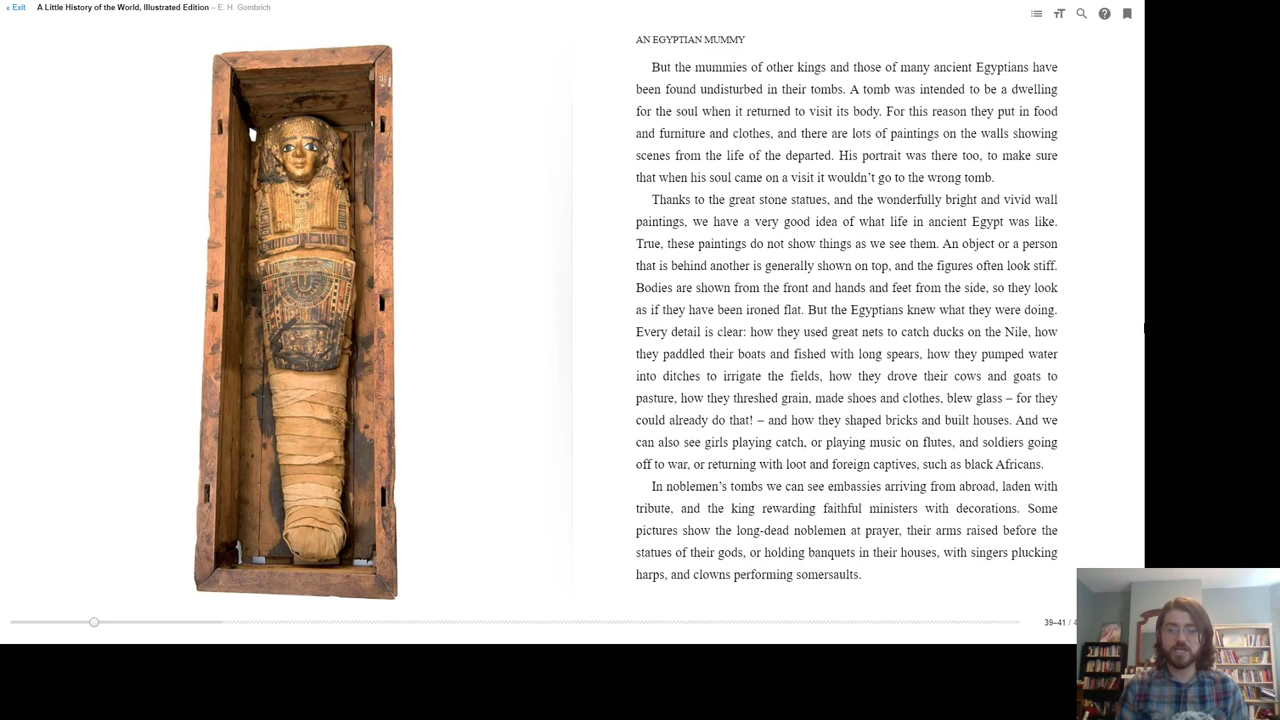 « Exit A Little History of the World, Illustrated Edition – E. H. Gombrich
AN EGYPTIAN MUMMY
But the mummies of other kings and those of many ancient Egyptians have
been found undisturbed in their tombs. A tomb was intended to be a dwelling
for the soul when it returned to visit its body. For this reason they put in food
and furniture and clothes, and there are lots of paintings on the walls showing
scenes from the life of the departed. His portrait was there too, to make sure
that when his soul came on a visit it wouldn’t go to the wrong tomb.
Thanks to the great stone statues, and the wonderfully bright and vivid wall
paintings, we have a very good idea of what life in ancient Egypt was like.
True, these paintings do not show things as we see them. An object or a person
that is behind another is generally shown on top, and the figures often look stiff.
Bodies are shown from the front and hands and feet from the side, so they look
as if they have been ironed flat. But the Egyptians knew what they were doing.
Every detail is clear: how they used great nets to catch ducks on the Nile, how
they paddled their boats and fished with long spears, how they pumped water
into ditches to irrigate the fields, how they drove their cows and goats to
pasture, how they threshed grain, made shoes and clothes, blew glass – for they
could already do that! – and how they shaped bricks and built houses. And we
can also see girls playing catch, or playing music on flutes, and soldiers going
off to war, or returning with loot and foreign captives, such as black Africans.
In noblemen’s tombs we can see embassies arriving from abroad, laden with
tribute, and the king rewarding faithful ministers with decorations. Some
pictures show the long-dead noblemen at prayer, their arms raised before the
statues of their gods, or holding banquets in their houses, with singers plucking
harps, and clowns performing somersaults.
39–41 /